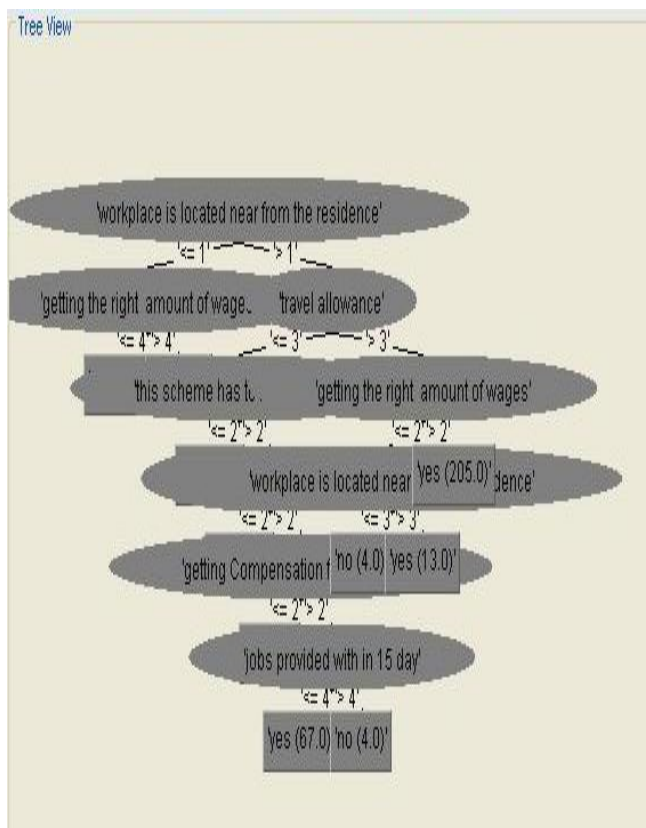 Tree View
'workplace is located near from the residence'
'<= 1' '> 1'
'getting the right amount of wages 'travel allowance'
'<= 4' '> 4' '<= 3' '> 3'
'this scheme has to 'getting the right amount of wages'
'<= 2' '> 2' '<= 2' '> 2'
'workplace is located near 'yes (205.0)' dence'
'<= 2' '> 2' '<= 3' '> 3'
'getting Compensation f 'no (4.0) 'yes (13.0)'
'<= 2' '> 2'
'jobs provided with in 15 day'
'<= 4' '> 4'
'yes (67.0) 'no (4.0)'